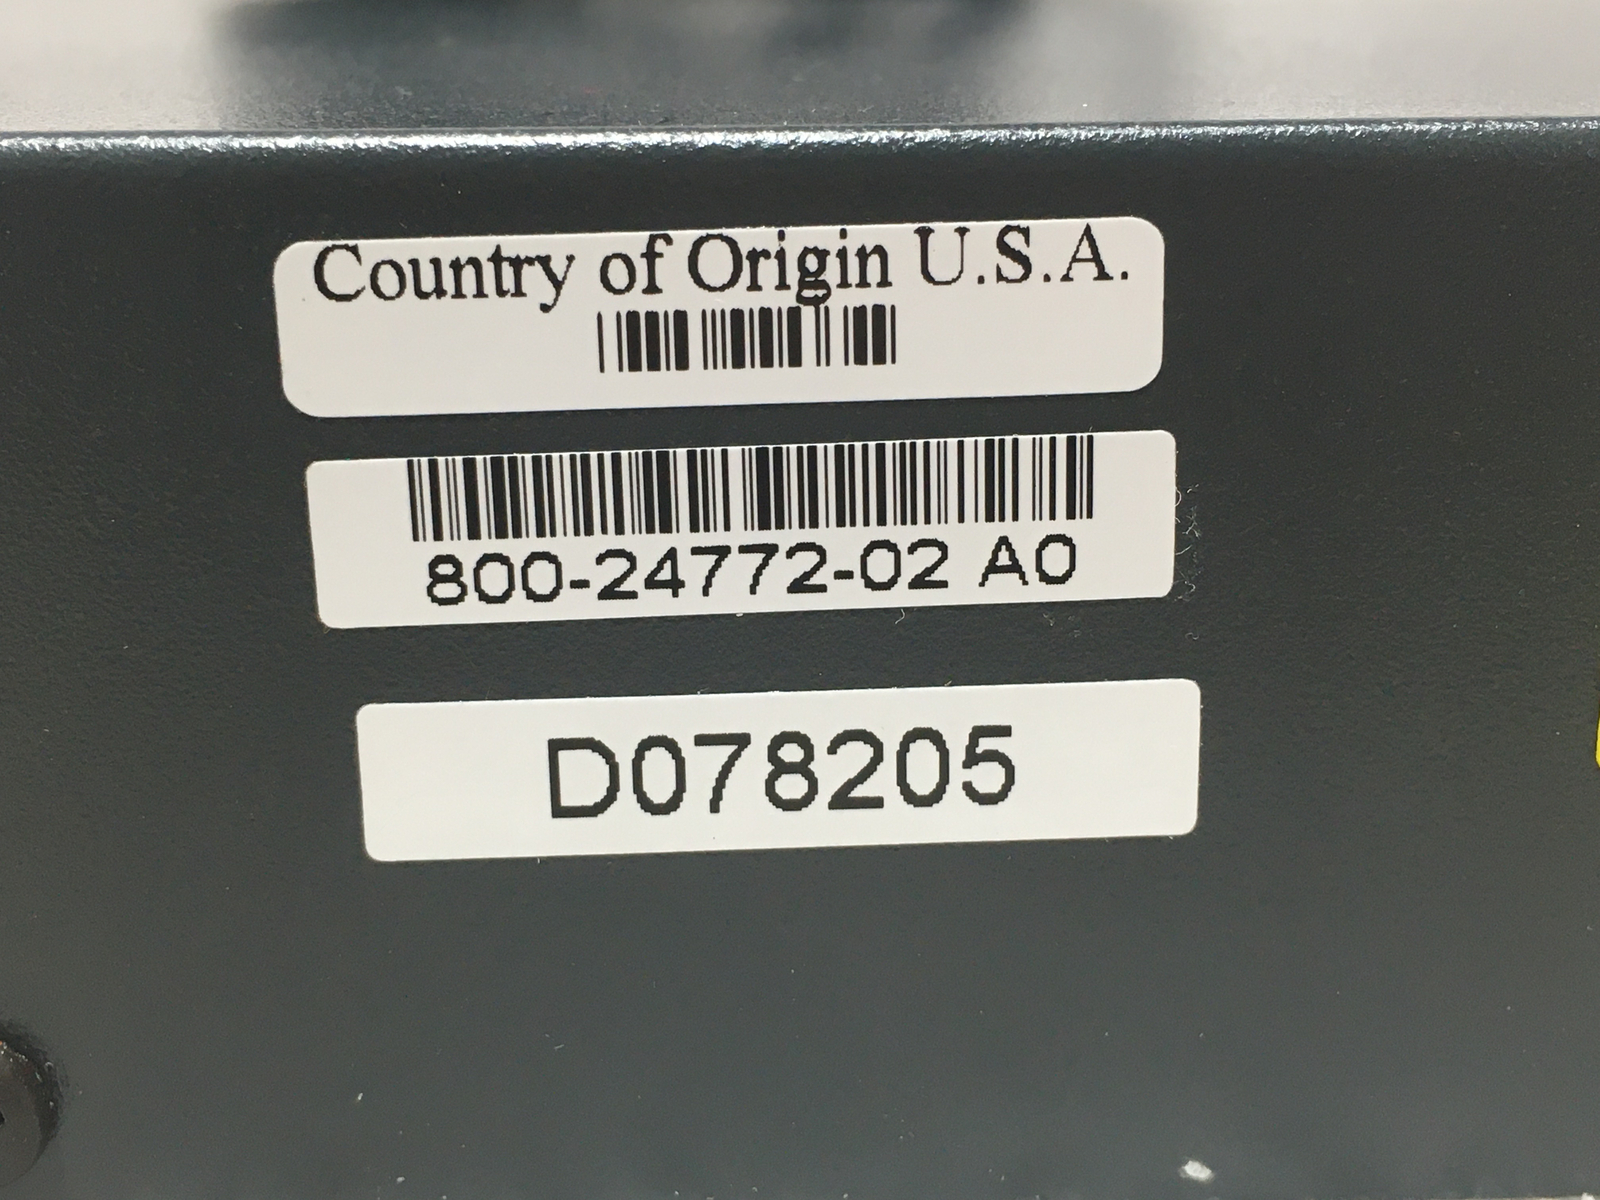 Country of Origin U.S.A.
800-24772-02 A0
D078205